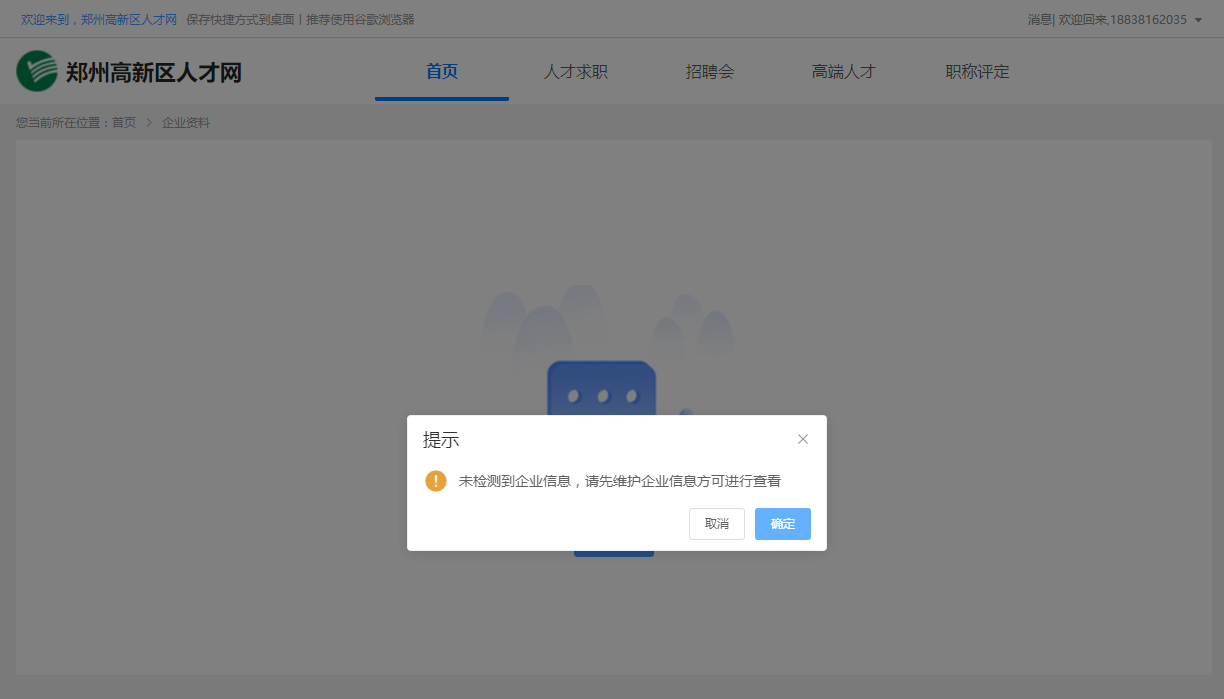 欢迎来到，郑州高新区人才网 保存快捷方式到桌面 | 推荐使用谷歌浏览器
消息| 欢迎回来,18838162035
郑州高新区人才网
首页 人才求职 招聘会 高端人才 职称评定
您当前所在位置：首页 > 企业资料
提示
未检测到企业信息，请先维护企业信息方可进行查看
取消 确定